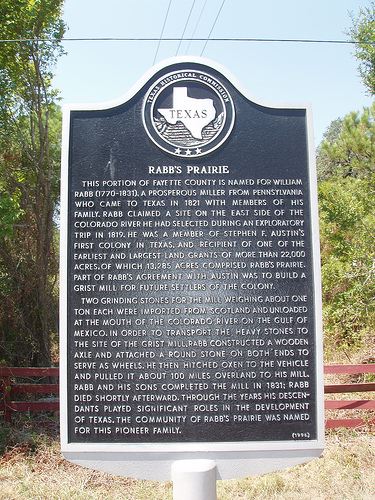 TEXAS HISTORICAL COMMISSION
TEXAS
RABB'S PRAIRIE
THIS PORTION OF FAYETTE COUNTY IS NAMED FOR WILLIAM
RABB (1770-1831), A PROSPEROUS MILLER FROM PENNSYLVANIA
WHO CAME TO TEXAS IN 1821 WITH MEMBERS OF HIS
FAMILY. RABB CLAIMED A SITE ON THE EAST SIDE OF THE
COLORADO RIVER HE HAD SELECTED DURING AN EXPLORATORY
TRIP IN 1819. HE WAS A MEMBER OF STEPHEN F. AUSTIN'S
FIRST COLONY IN TEXAS, AND RECIPIENT OF ONE OF THE
EARLIEST AND LARGEST LAND GRANTS OF MORE THAN 22,000
ACRES, OF WHICH 13,285 ACRES COMPRISED RABB'S PRAIRIE.
PART OF RABB'S AGREEMENT WITH AUSTIN WAS TO BUILD A
GRIST MILL FOR FUTURE SETTLERS OF THE COLONY.
TWO GRINDING STONES FOR THE MILL WEIGHING ABOUT ONE
TON EACH WERE IMPORTED FROM SCOTLAND AND UNLOADED
AT THE MOUTH OF THE COLORADO RIVER ON THE GULF OF
MEXICO. IN ORDER TO TRANSPORT THE HEAVY STONES TO
THE SITE OF THE GRIST MILL, RABB CONSTRUCTED A WOODEN
AXLE AND ATTACHED A ROUND STONE ON BOTH ENDS TO
SERVE AS WHEELS. HE THEN HITCHED OXEN TO THE VEHICLE
AND PULLED IT ABOUT 100 MILES OVERLAND TO HIS MILL.
RABB AND HIS SONS COMPLETED THE MILL IN 1831; RABB
DIED SHORTLY AFTERWARD. THROUGH THE YEARS HIS DESCEN-
DANTS PLAYED SIGNIFICANT ROLES IN THE DEVELOPMENT
OF TEXAS. THE COMMUNITY OF RABB'S PRAIRIE WAS NAMED
FOR THIS PIONEER FAMILY.